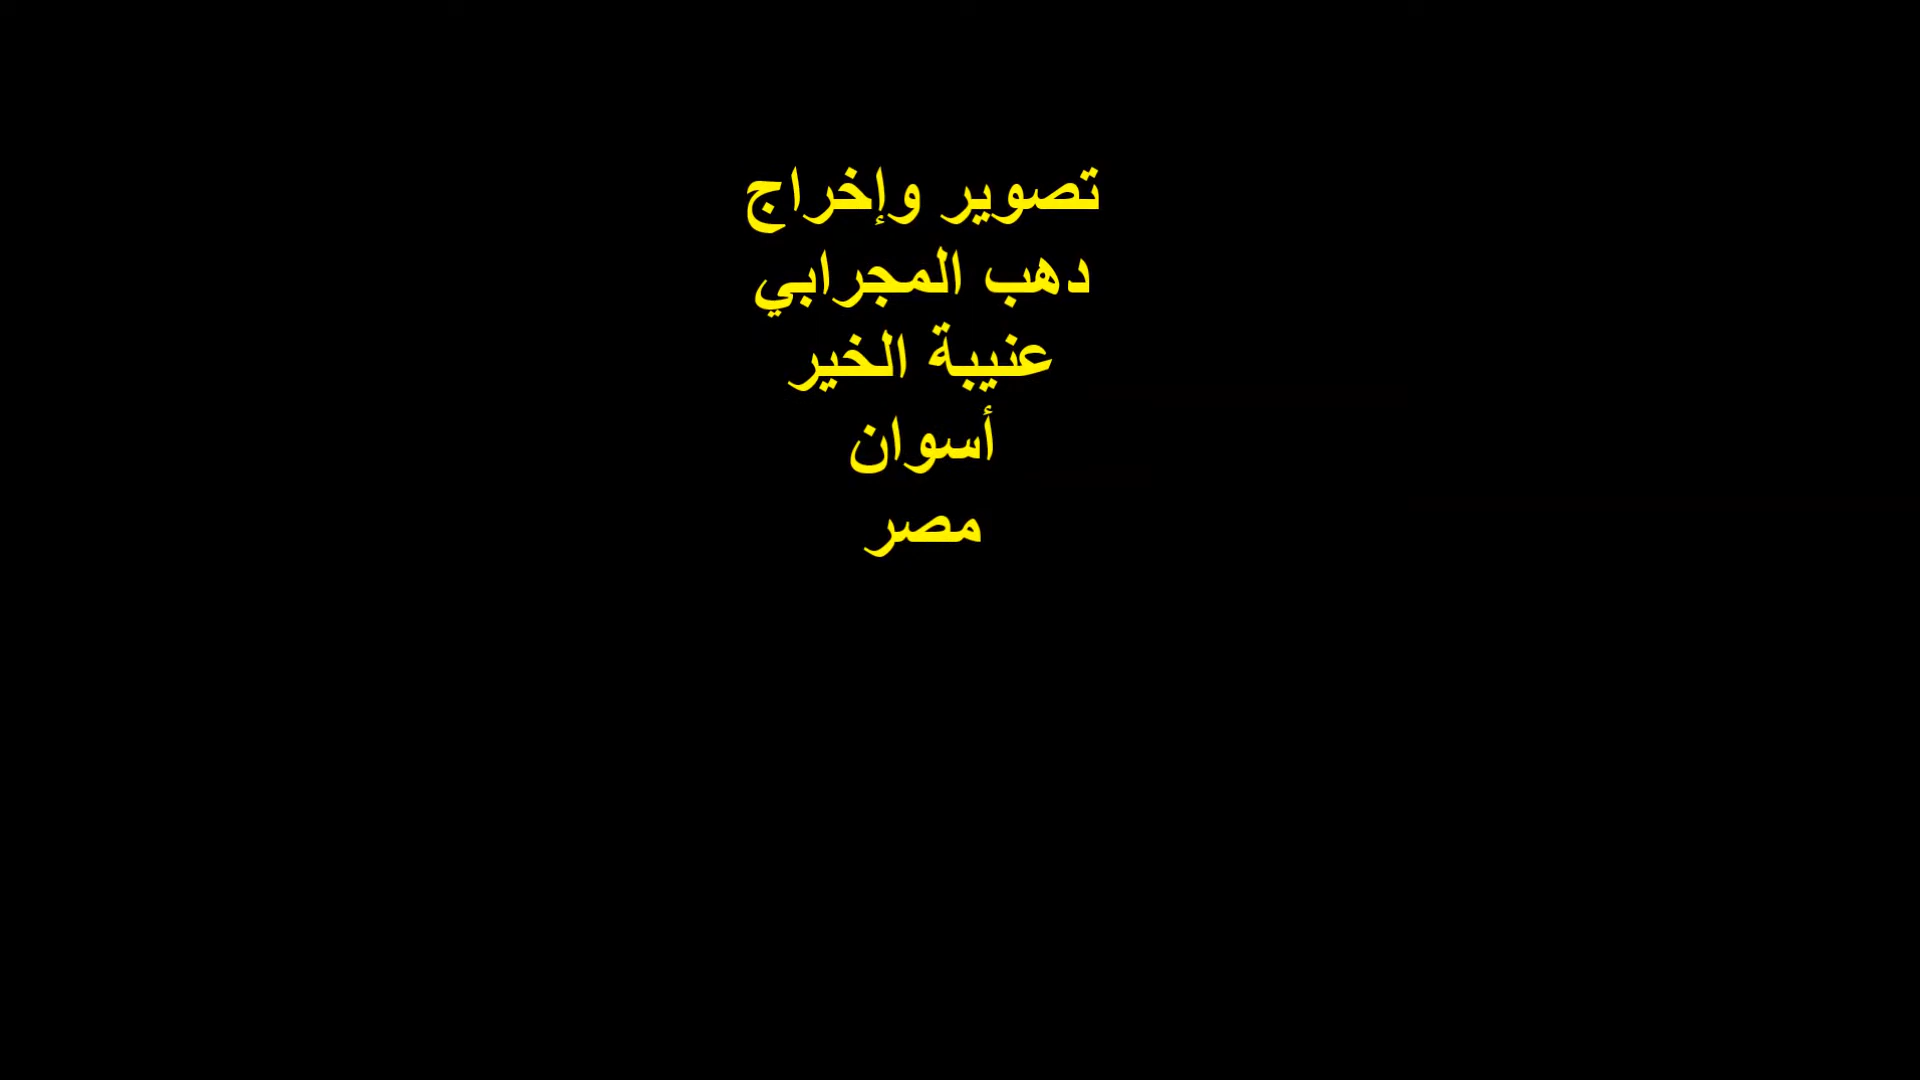 تصوير وإخراج
دهب المجرابي
عنيبة الخير
أسوان
مصر